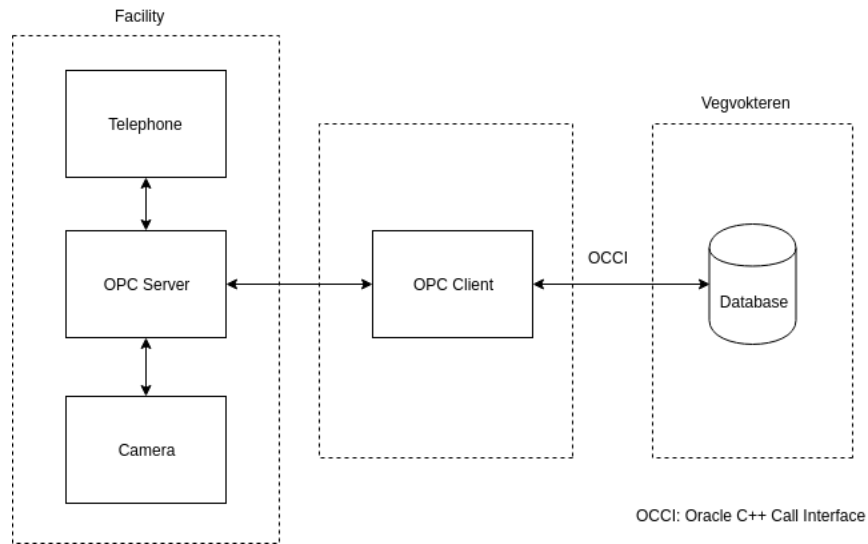 Facility
Telephone
OPC Server
Camera
OPC Client
OCCI
Vegvokteren
Database
OCCI: Oracle C++ Call Interface